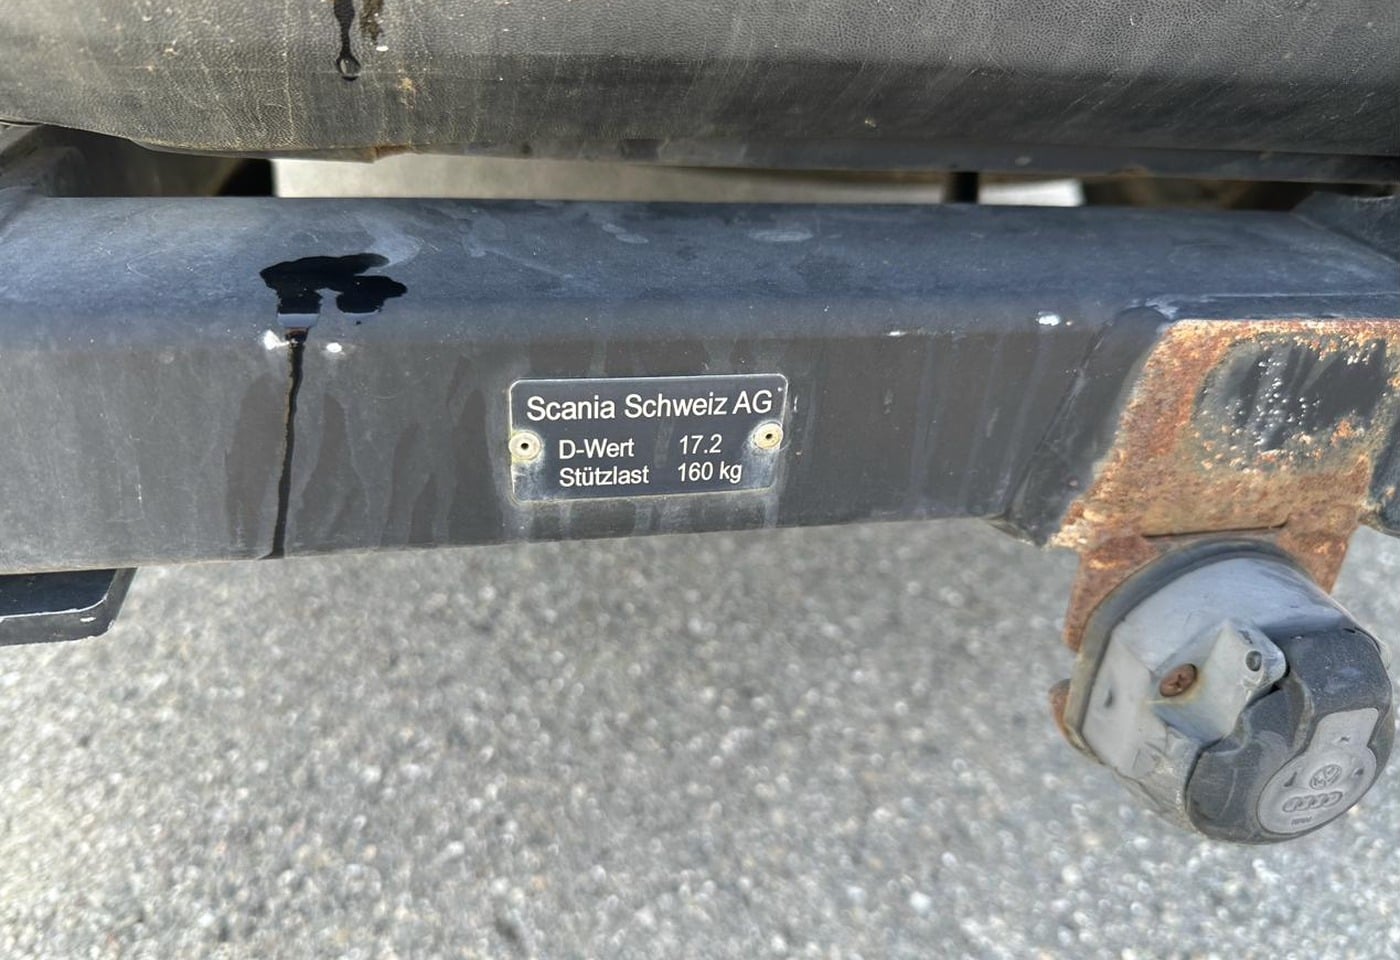 Scania Schweiz AG
D-Wert 17.2
Stützlast 160 kg